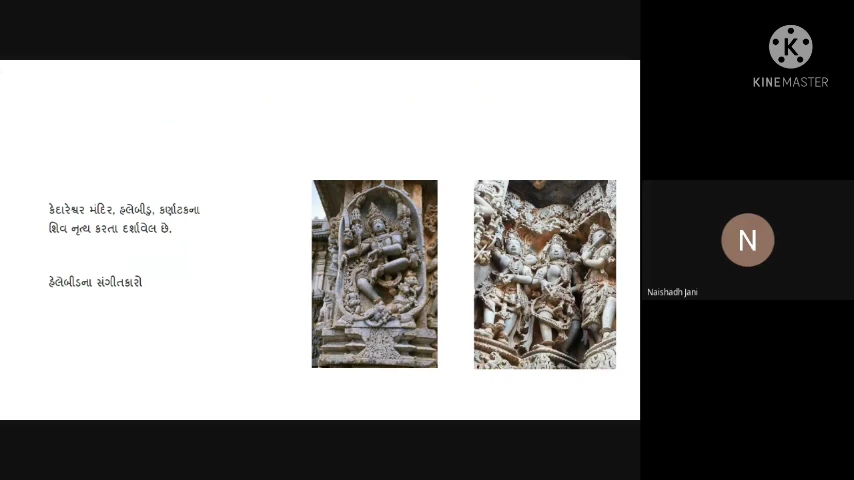 કેદારેશ્વર મંદિર, હલેબીડુ, કર્ણાટકના
શિવ નૃત્ય કરતા દર્શાવેલ છે.
હેલેબીડના સંગીતકારો
K
KINEMASTER
N
Naishadh Jani